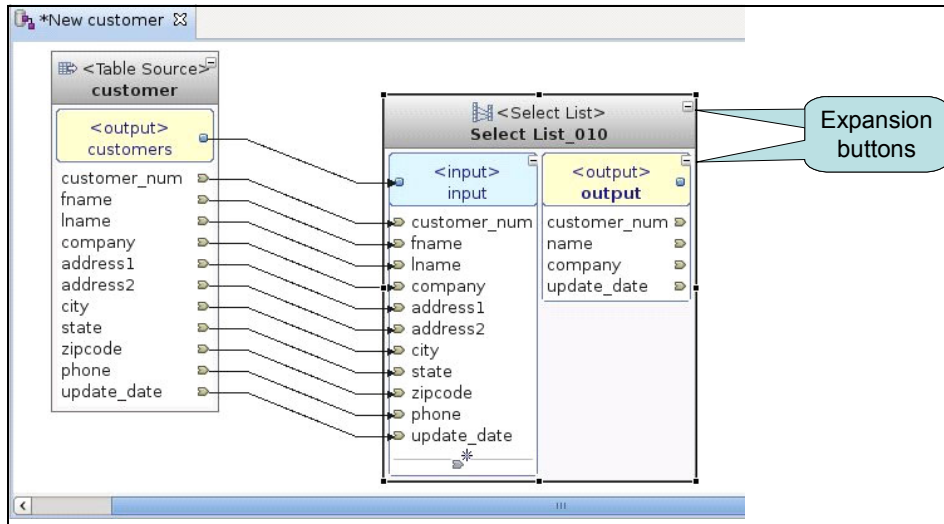 *New customer
<Table Source>
customer
<output>
customers
customer_num
fname
lname
company
address1
address2
city
state
zipcode
phone
update_date
<Select List>
Select List_010
<input>
input
customer_num
fname
lname
company
address1
address2
city
state
zipcode
phone
update_date
<output>
output
customer_num
name
company
update_date
Expansion
buttons